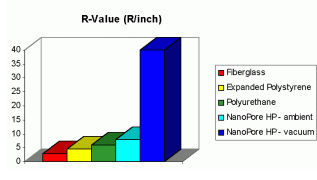 R-Value (R/inch)
40
35
30
25
20
15
10
5
0
Fiberglass
Expanded Polystyrene
Polyurethane
NanoPore HP- ambient
NanoPore HP- vacuum